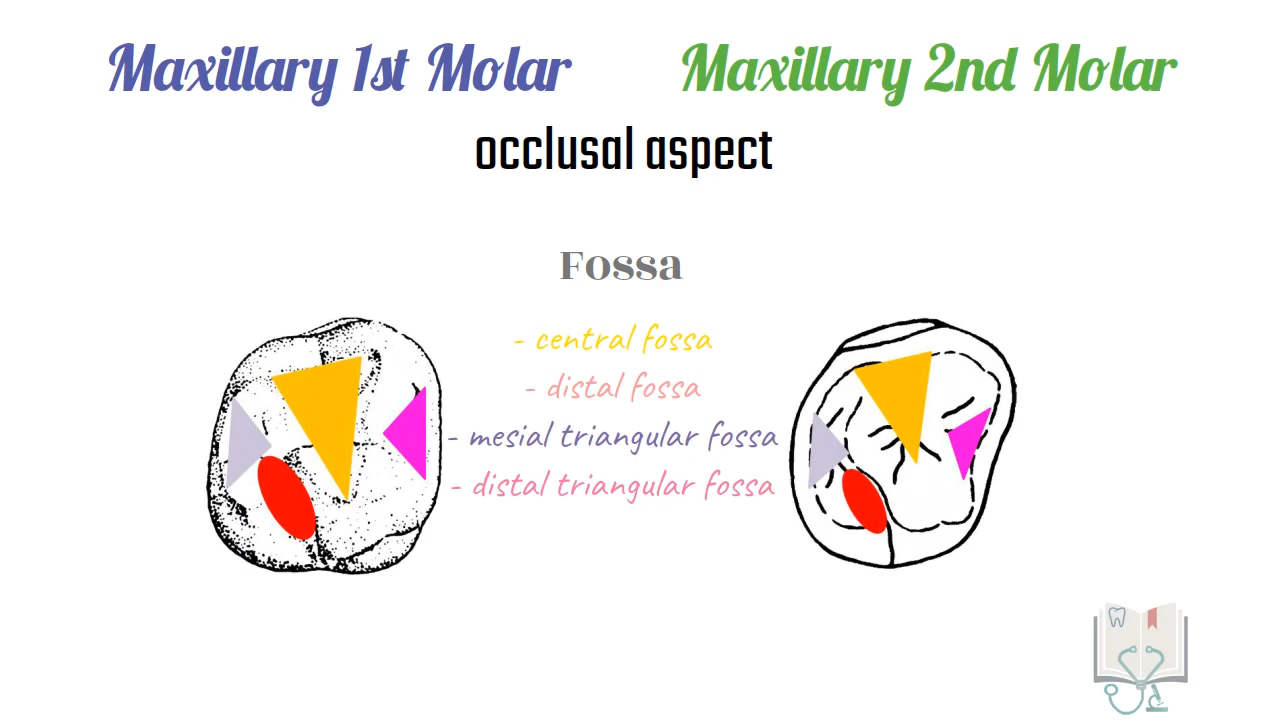 Maxillary 1st Molar
Maxillary 2nd Molar
occlusal aspect
Fossa
- central fossa
- distal fossa
- mesial triangular fossa
- distal triangular fossa